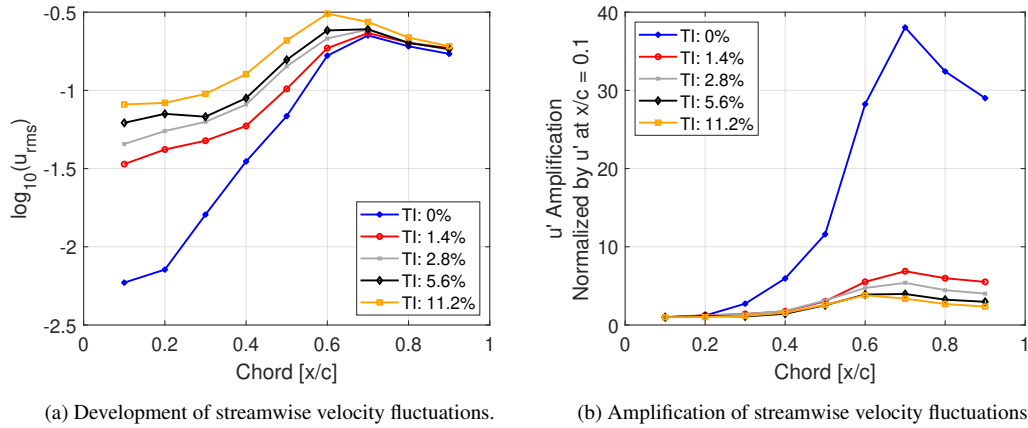 -0.5
-1
-1.5
-2
-2.5
log10(urms)
TI: 0%
TI: 1.4%
TI: 2.8%
TI: 5.6%
TI: 11.2%
0 0.2 0.4 0.6 0.8 1
Chord [x/c]
(a) Development of streamwise velocity fluctuations.
40
30
20
10
0
u' Amplification
Normalized by u' at x/c = 0.1
TI: 0%
TI: 1.4%
TI: 2.8%
TI: 5.6%
TI: 11.2%
0 0.2 0.4 0.6 0.8 1
Chord [x/c]
(b) Amplification of streamwise velocity fluctuations